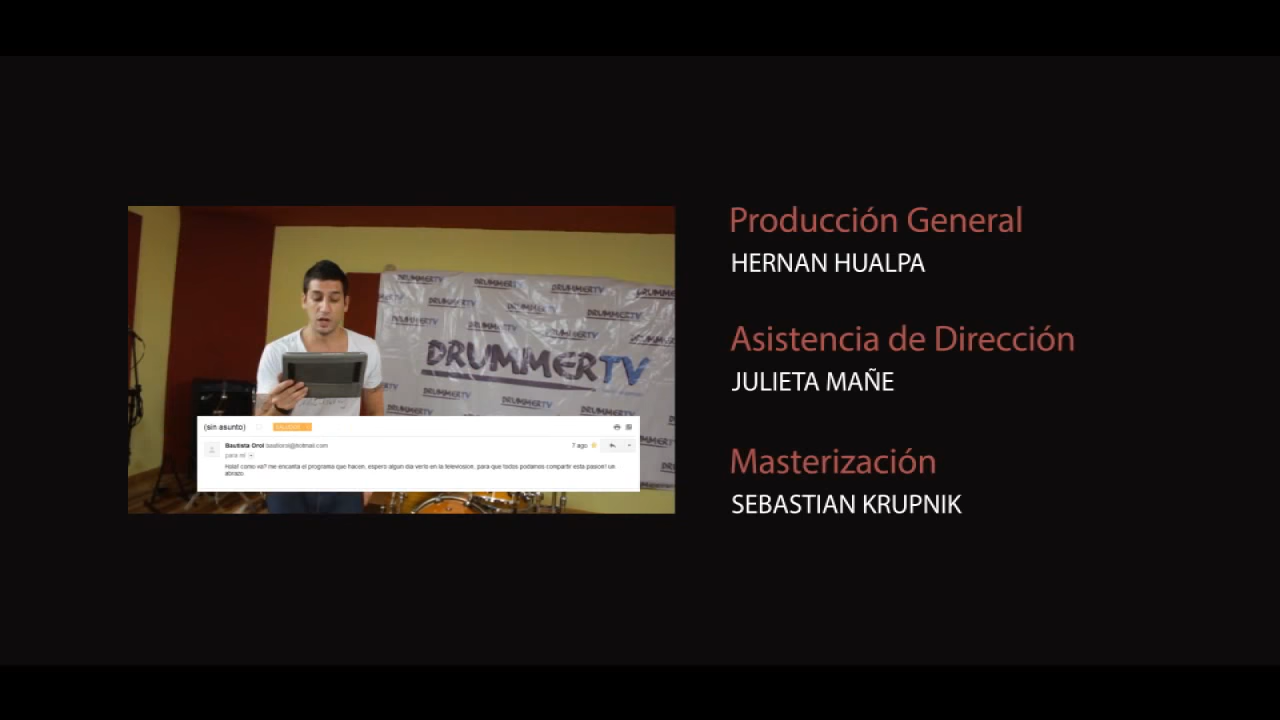 DRUMMERTV
(sin asunto)
Bautista Orol
7 ago
para mi
Hola! como va? me encanta el programa que hacen, espero algun dia verlo en la television, para que todos podamos compartir esta pasion! un
abrazo.
Producción General
HERNAN HUALPA
Asistencia de Dirección
JULIETA MAÑE
Masterización
SEBASTIAN KRUPNIK